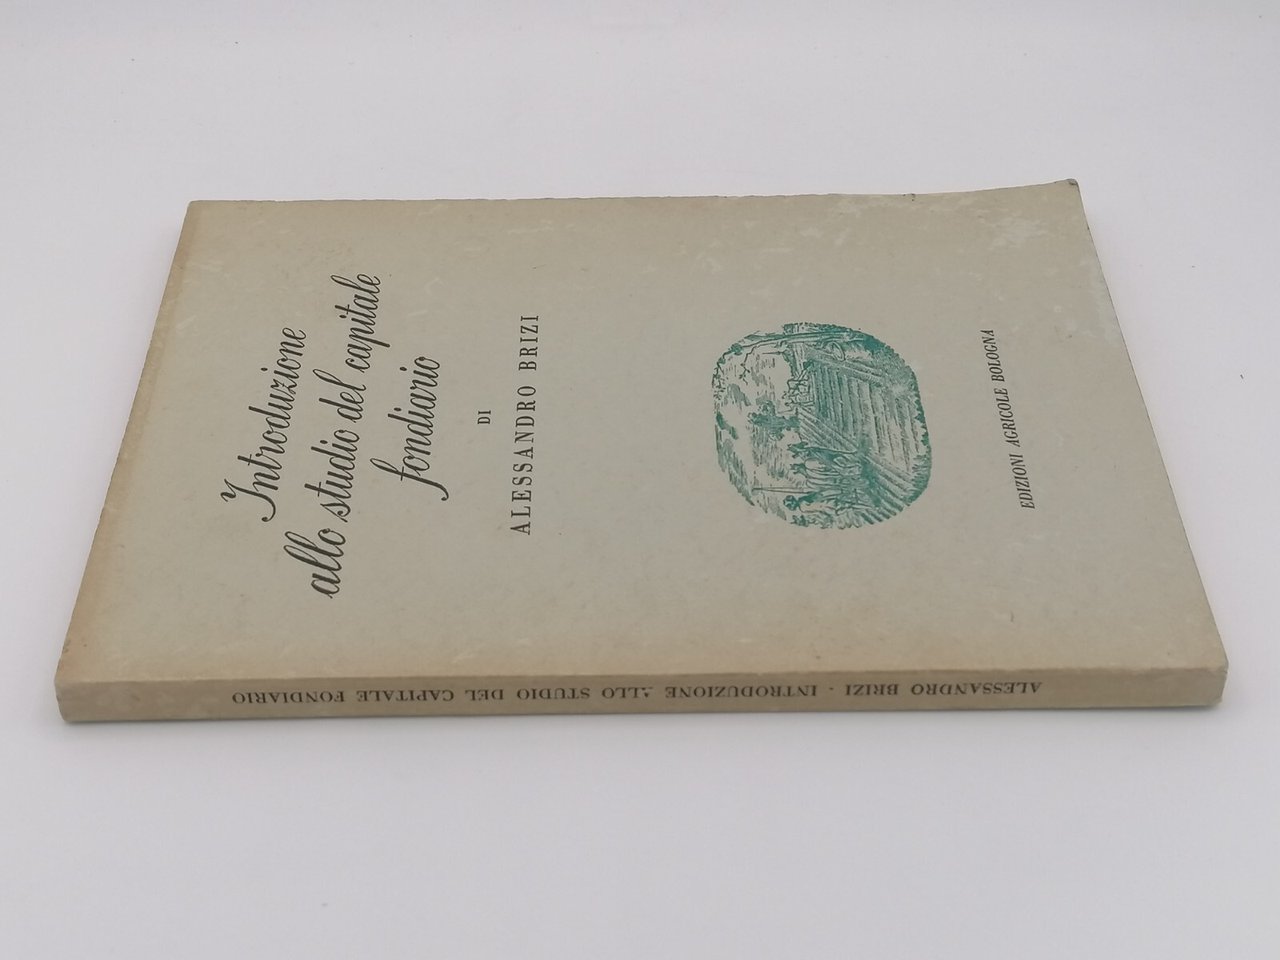 Introduzione
allo studio del capitale
fondiario
DI
ALESSANDRO BRIZI
EDIZIONI AGRICOLE BOLOGNA
ALESSANDRO BRIZI - INTRODUZIONE ALLO STUDIO DEL CAPITALE FONDIARIO